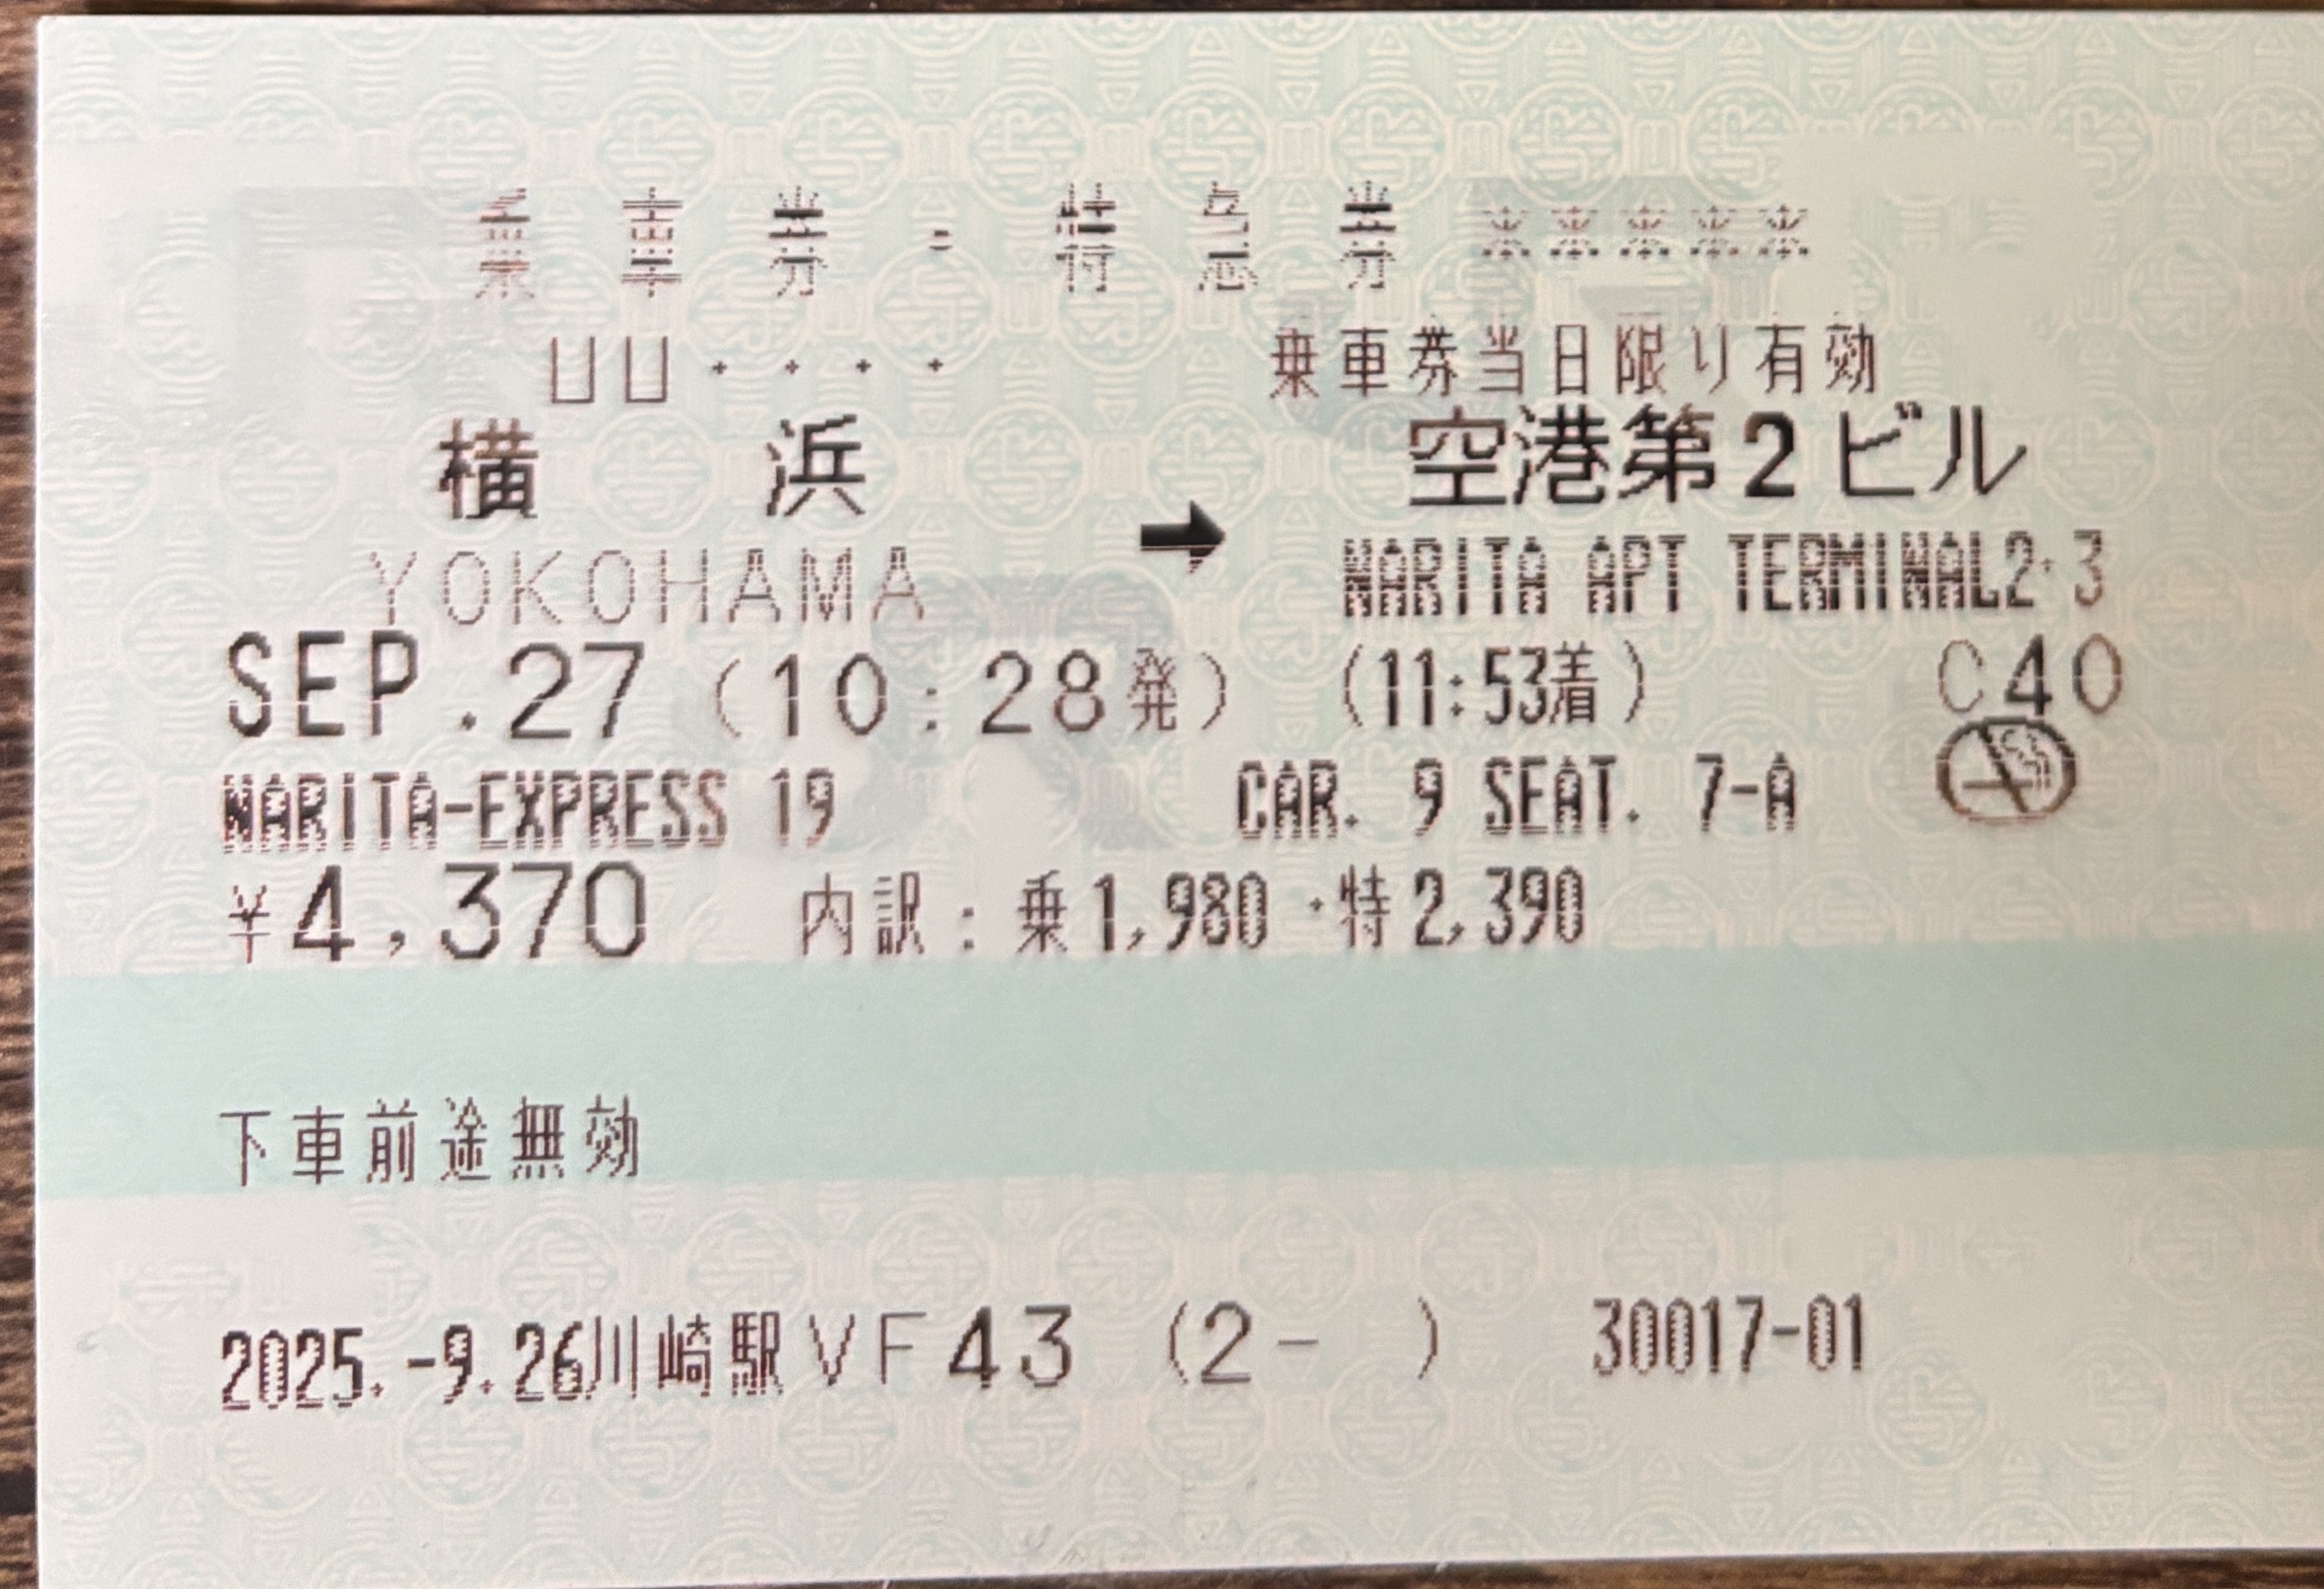 乗車券・特急券 ※※※※※
乗車券当日限り有効
横浜 → 空港第2ビル
YOKOHAMA NARITA APT TERMINAL2・3
SEP.27 (10:28発) (11:53着) C40
NARITA-EXPRESS 19 CAR. 9 SEAT. 7-A
¥4,370 内訳:乗1,980・特2,390
下車前途無効
2025.-9.26川崎駅VF43 (2- ) 30017-01